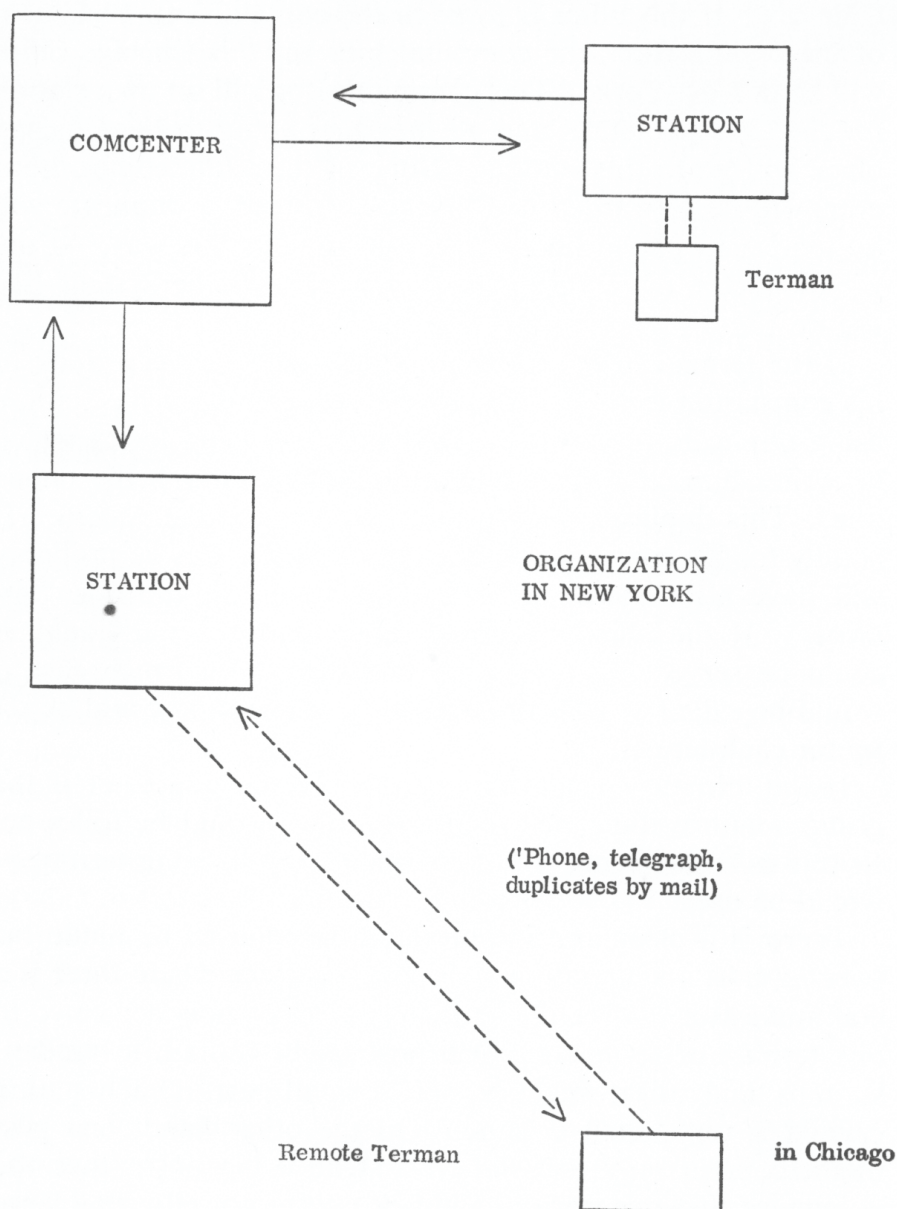 COMCENTER
STATION
Terman
STATION
ORGANIZATION
IN NEW YORK
('Phone, telegraph,
duplicates by mail)
Remote Terman
in Chicago